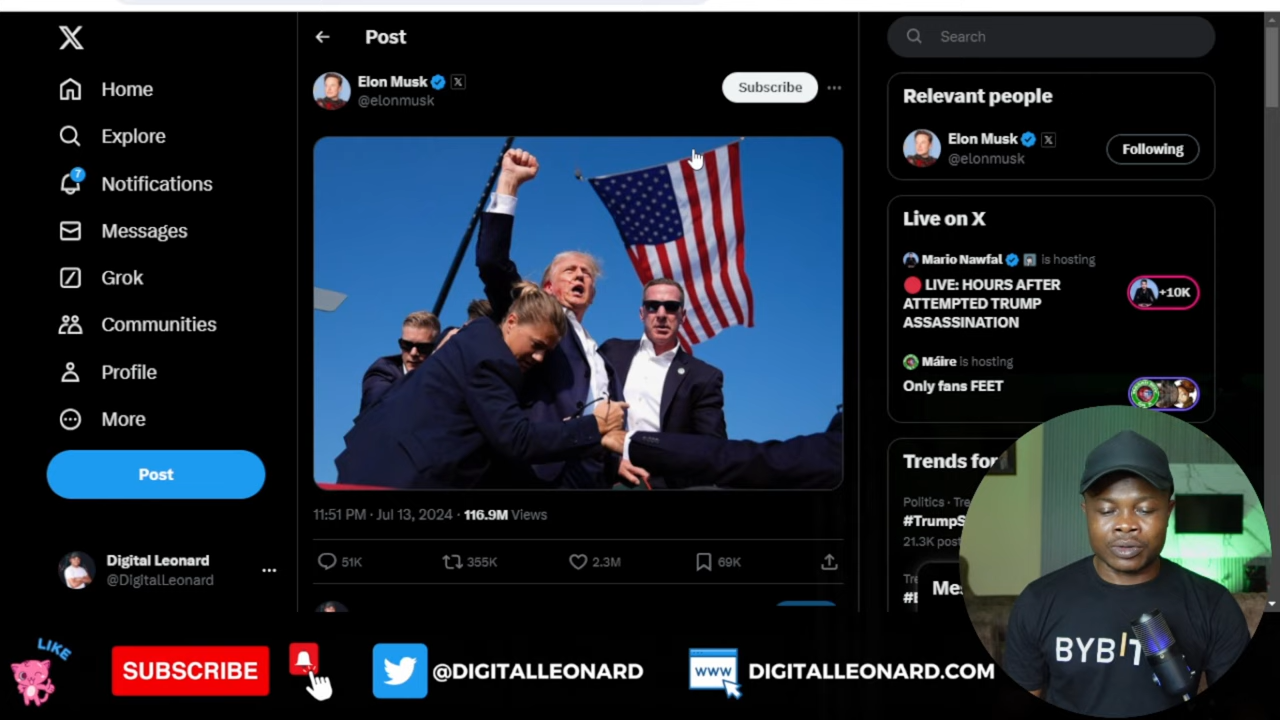 Home
Explore
7
Notifications
Messages
Grok
Communities
Profile
More
Post
Digital Leonard
@DigitalLeonard
Post
Elon Musk
@elonmusk
Subscribe
11:51 PM · Jul 13, 2024 · 116.9M Views
51K
355K
2.3M
69K
Search
Relevant people
Elon Musk
@elonmusk
Following
Live on X
Mario Nawfal is hosting
LIVE: HOURS AFTER
ATTEMPTED TRUMP
ASSASSINATION
+10K
Máire is hosting
Only fans FEET
Trends for
Politics ·
21.3K
BYBIT
LIKE
SUBSCRIBE
@DIGITALLEONARD
WWW
DIGITALLEONARD.COM